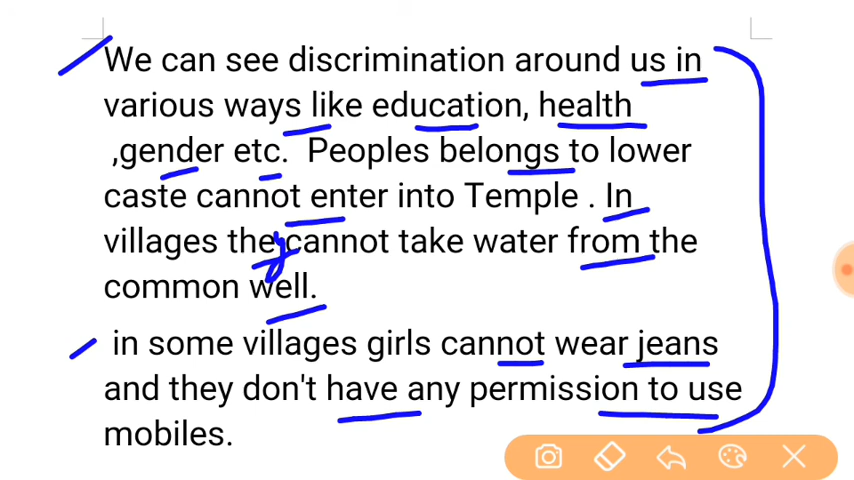 We can see discrimination around us in
various ways like education, health
,gender etc.  Peoples belongs to lower
caste cannot enter into Temple . In
villages they cannot take water from the
common well.
in some villages girls cannot wear jeans
and they don't have any permission to use
mobiles.